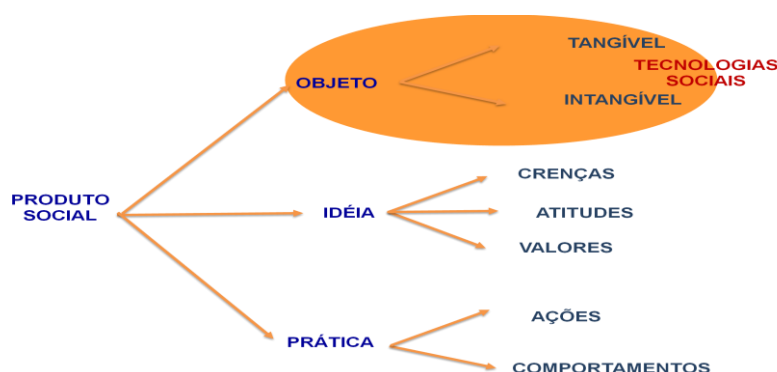 TANGÍVEL
TECNOLOGIAS
SOCIAIS
OBJETO
INTANGÍVEL
CRENÇAS
PRODUTO
SOCIAL
IDÉIA
ATITUDES
VALORES
AÇÕES
PRÁTICA
COMPORTAMENTOS